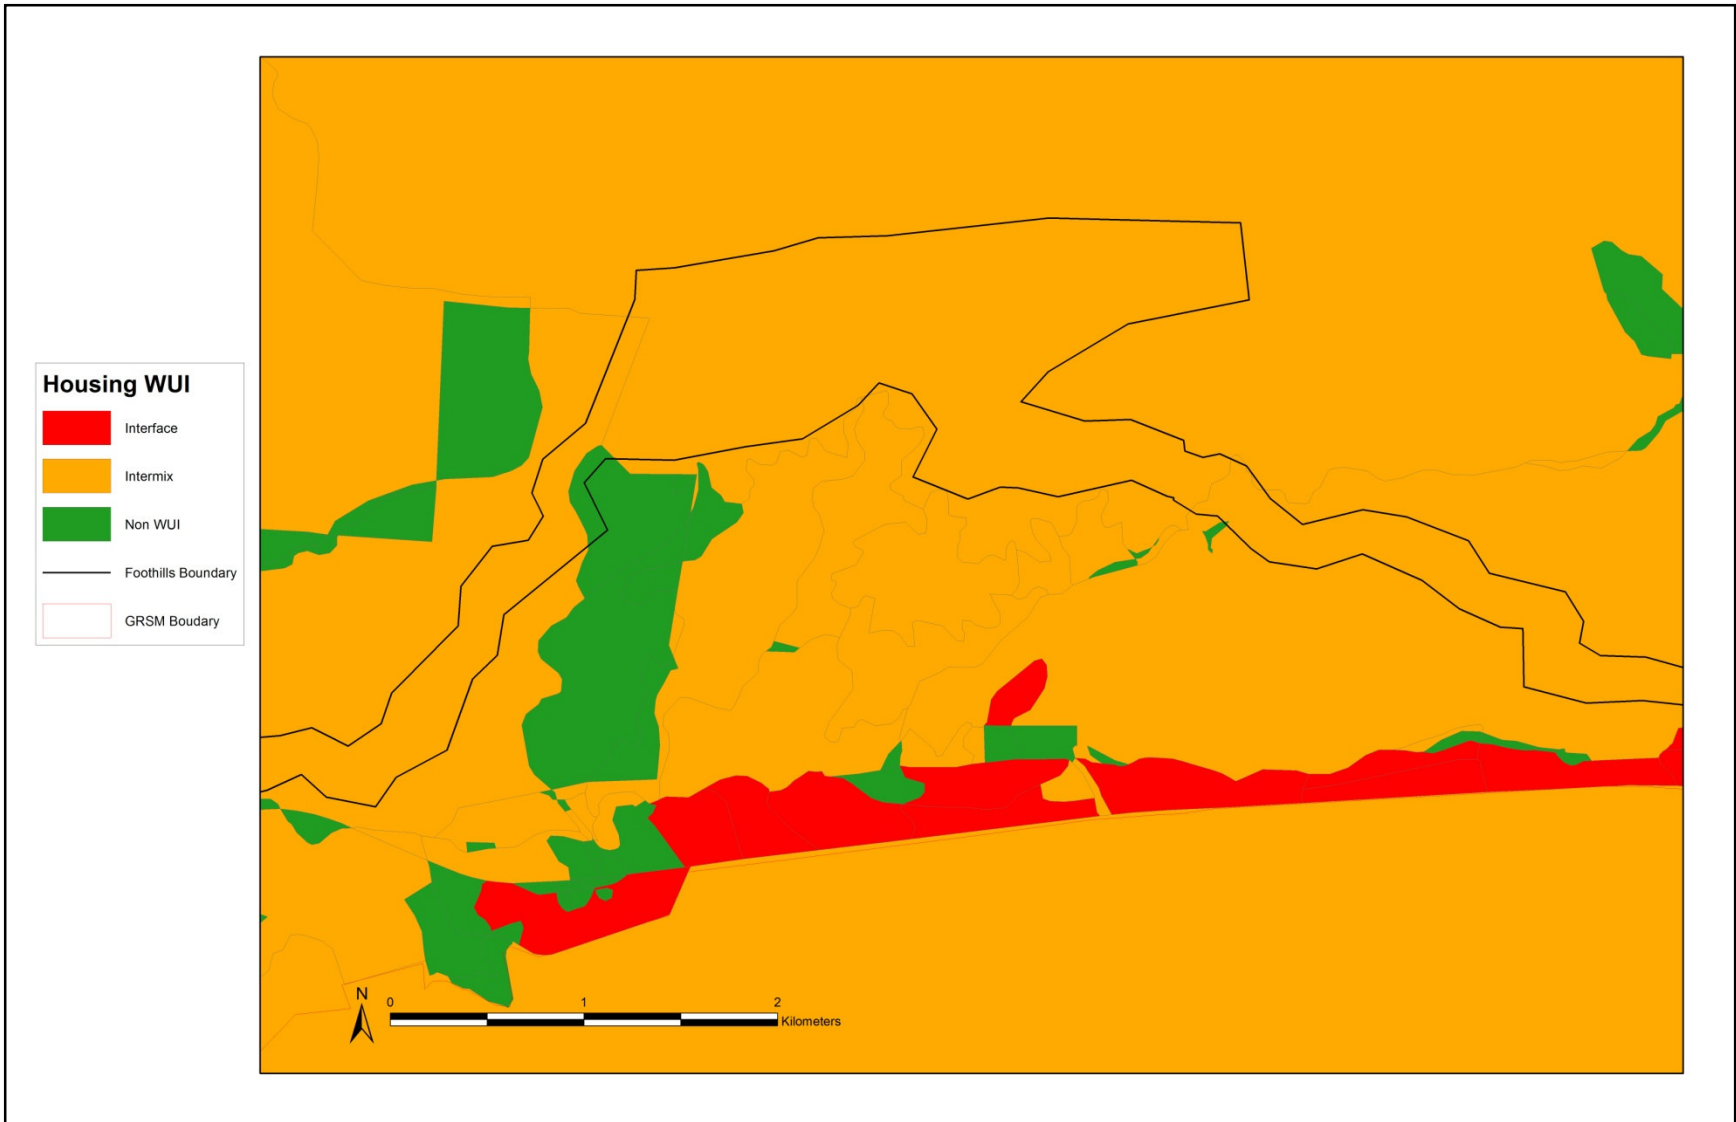 Housing WUI
Interface
Intermix
Non WUI
Foothills Boundary
GRSM Boudary
N
0 1 2
Kilometers